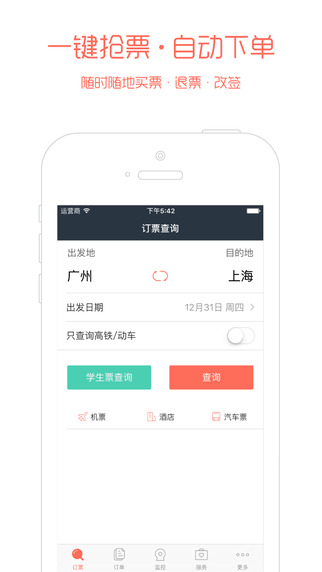 一键抢票·自动下单
随时随地买票·退票·改签
运营商 下午5:42
订票查询
出发地 目的地
广州 上海
出发日期 12月31日 周四
只查询高铁/动车
学生票查询 查询
机票 酒店 汽车票
订票 订单 监控 服务 更多